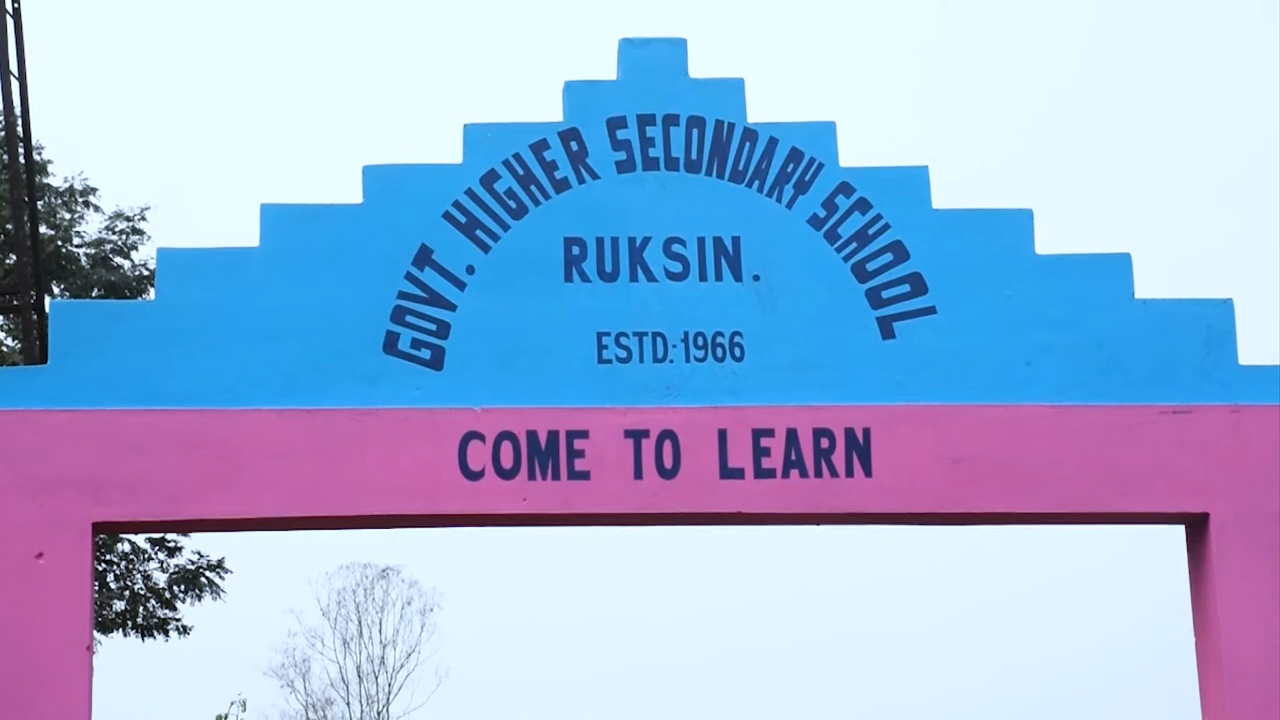 GOVT. HIGHER SECONDARY SCHOOL
RUKSIN.
ESTD:-1966
COME TO LEARN